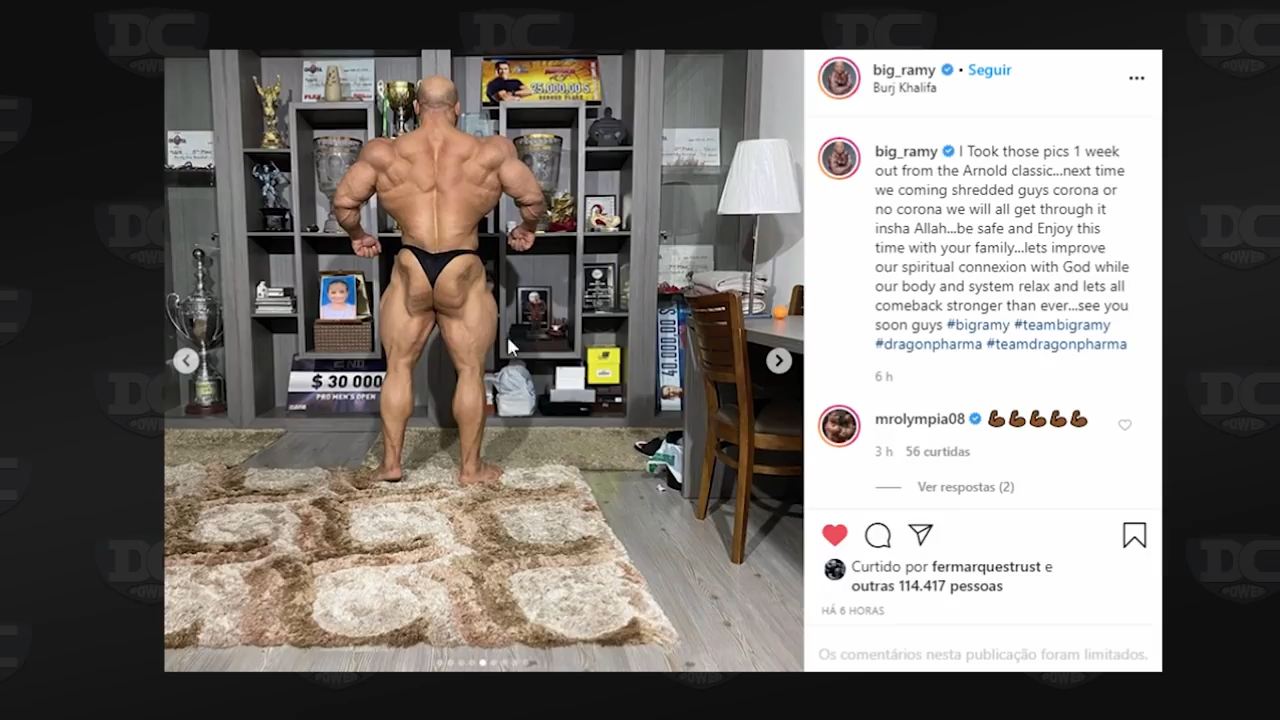 DC
POWER
25,000.00 $
$ 30 000
PRO MEN'S OPEN
40.000,00 $
big_ramy • Seguir
Burj Khalifa
big_ramy I Took those pics 1 week
out from the Arnold classic...next time
we coming shredded guys corona or
no corona we will all get through it
insha Allah...be safe and Enjoy this
time with your family...lets improve
our spiritual connexion with God while
our body and system relax and lets all
comeback stronger than ever...see you
soon guys #bigramy #teambigramy
#dragonpharma #teamdragonpharma
6 h
mrolympia08 💪🏾💪🏾💪🏾💪🏾💪🏾
3 h 56 curtidas
Ver respostas (2)
Curtido por fermarquestrust e
outras 114.417 pessoas
HÁ 6 HORAS
Os comentários nesta publicação foram limitados.